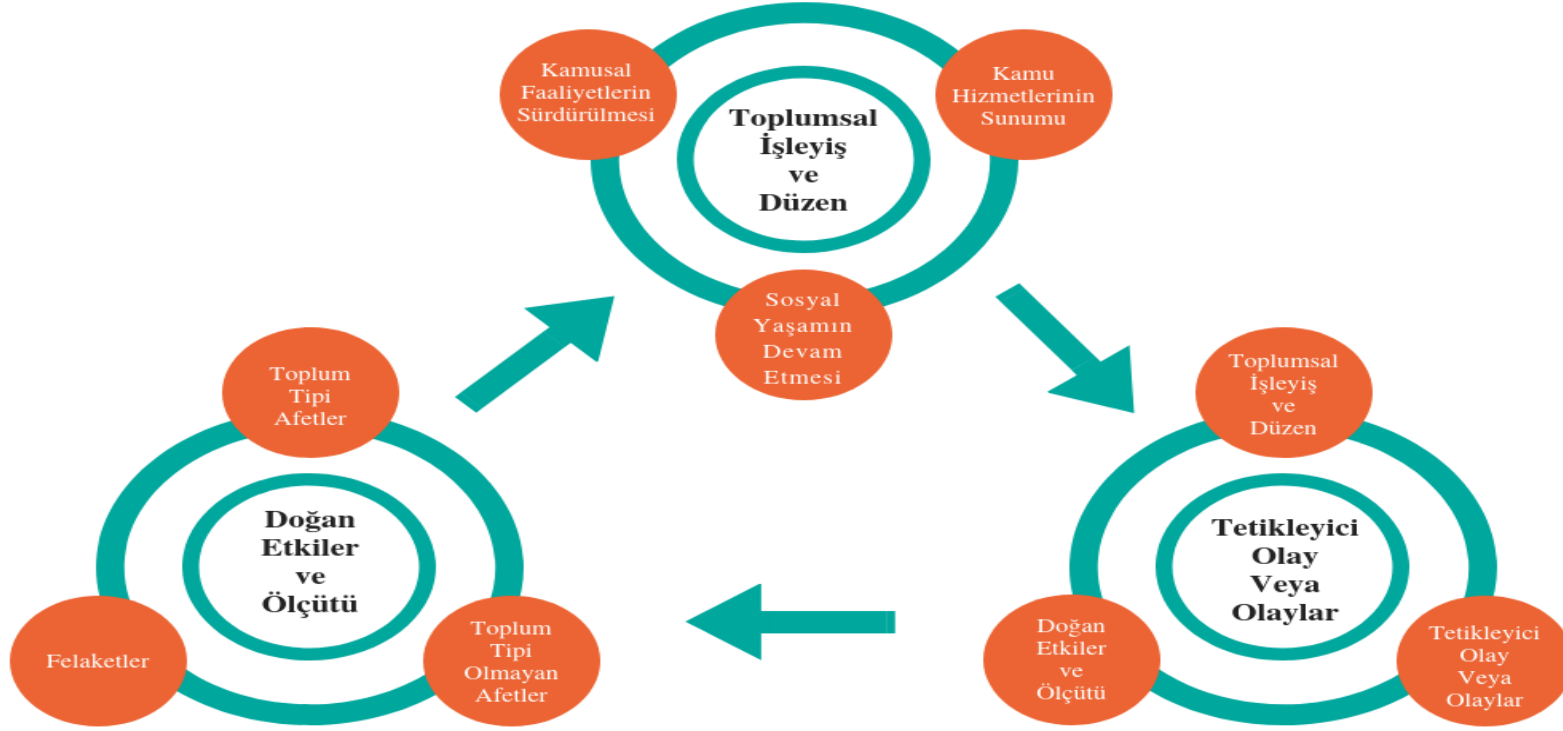 Kamusal
Faaliyetlerin
Sürdürülmesi
Toplumsal
İşleyiş
ve
Düzen
Kamu
Hizmetlerinin
Sunumu
Sosyal
Yaşamın
Devam
Etmesi
Toplum
Tipi
Afetler
Doğan
Etkiler
ve
Ölçütü
Felaketler
Toplum
Tipi
Olmayan
Afetler
Toplumsal
İşleyiş
ve
Düzen
Tetikleyici
Olay
Veya
Olaylar
Doğan
Etkiler
ve
Ölçütü
Tetikleyici
Olay
Veya
Olaylar